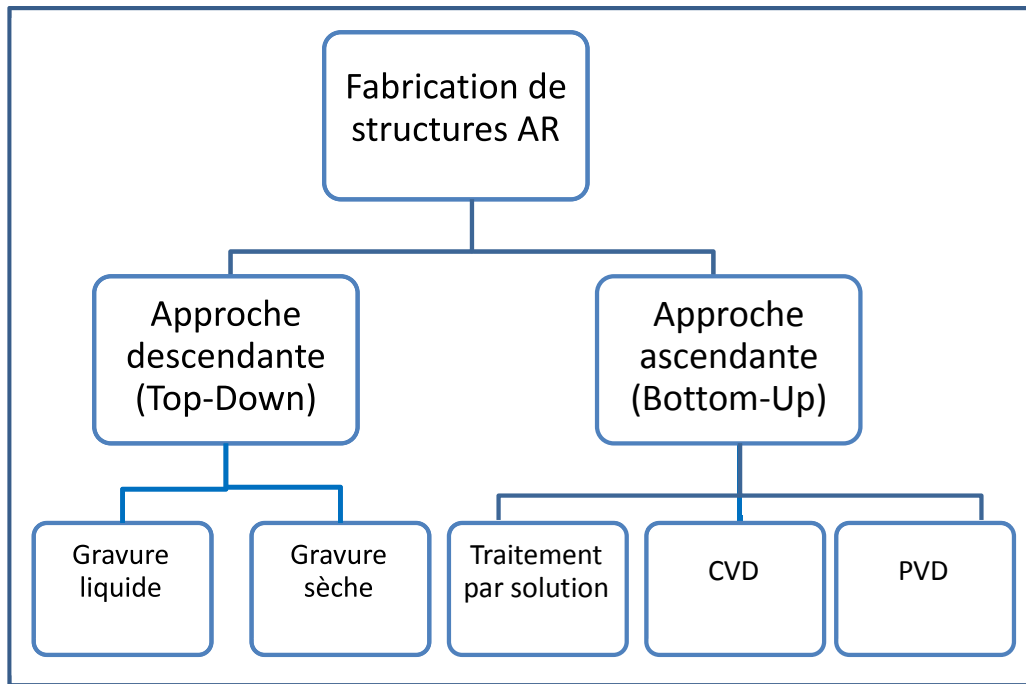 Fabrication de
structures AR
Approche
descendante
(Top-Down)
Approche
ascendante
(Bottom-Up)
Gravure
liquide
Gravure
sèche
Traitement
par solution
CVD
PVD